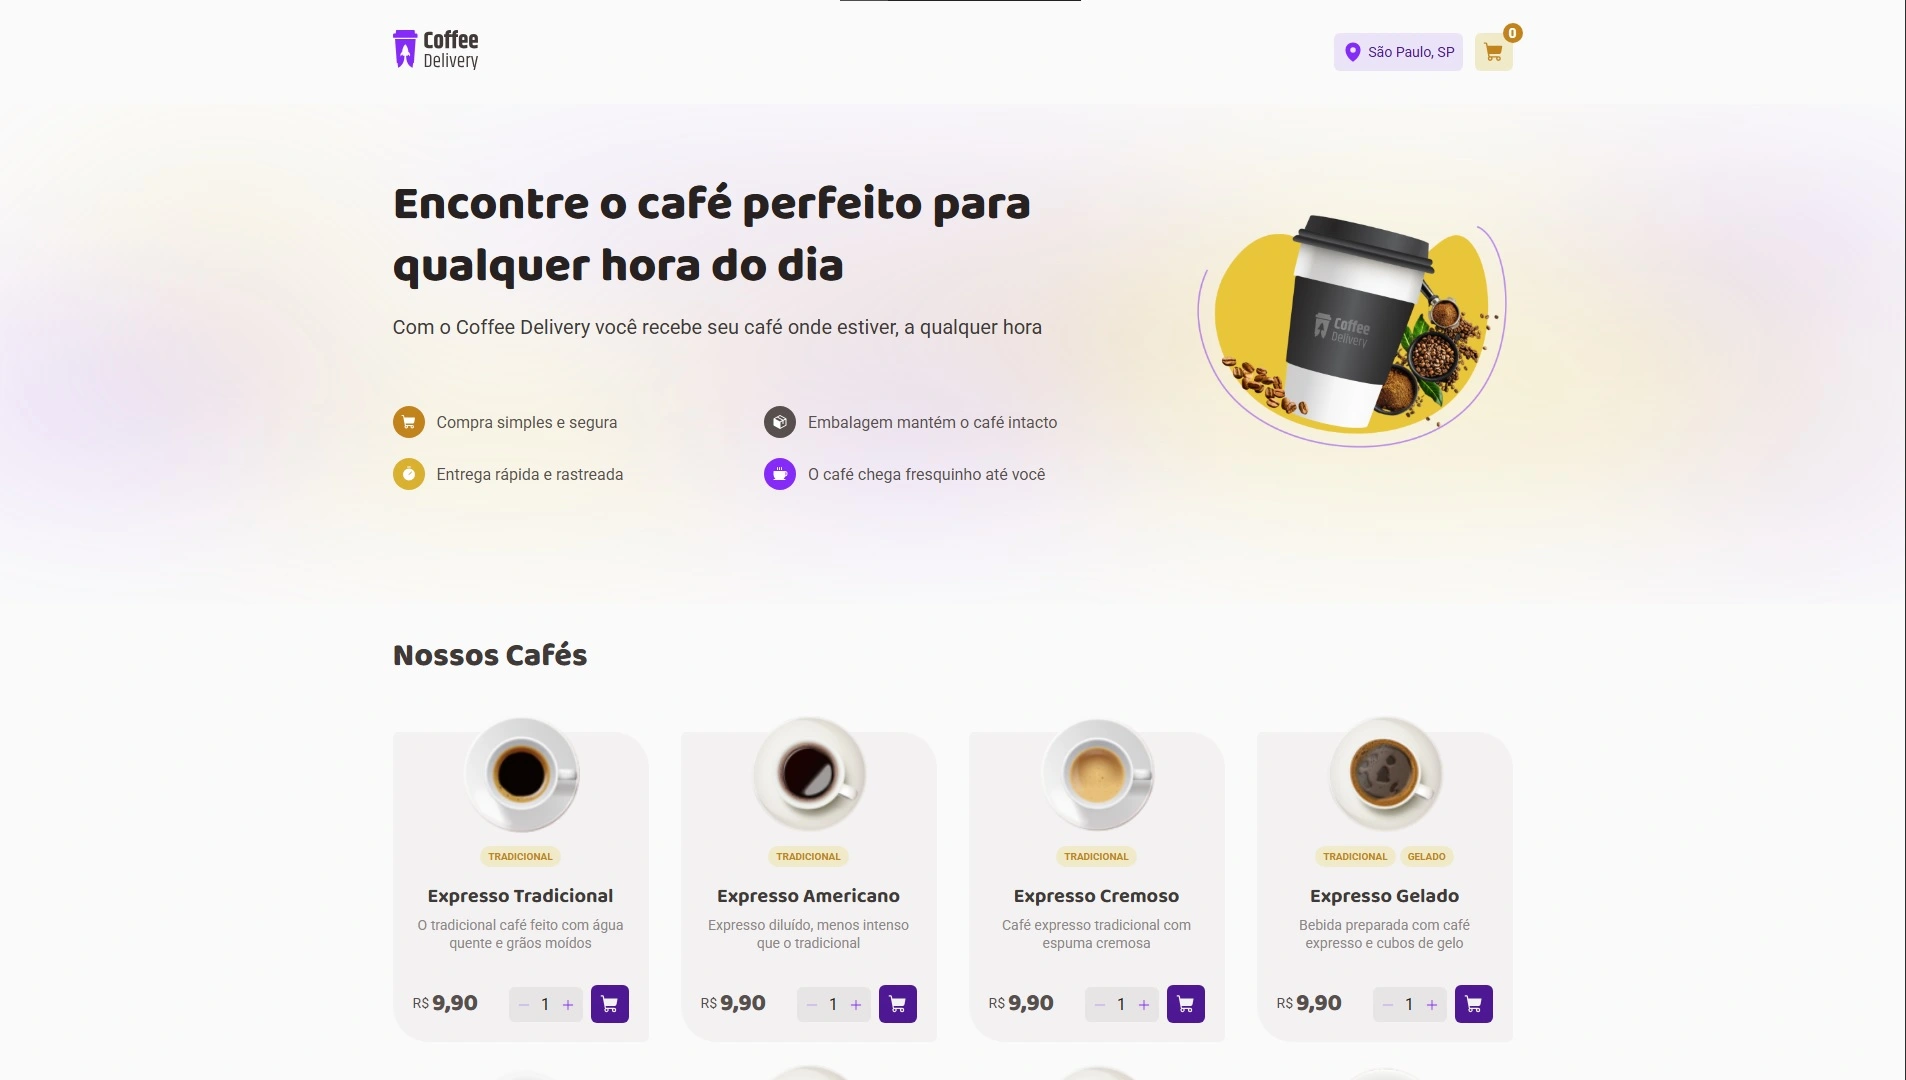 Coffee
Delivery
São Paulo, SP
0
Encontre o café perfeito para
qualquer hora do dia
Com o Coffee Delivery você recebe seu café onde estiver, a qualquer hora
Coffee
Delivery
Compra simples e segura
Embalagem mantém o café intacto
Entrega rápida e rastreada
O café chega fresquinho até você
Nossos Cafés
TRADICIONAL
Expresso Tradicional
O tradicional café feito com água
quente e grãos moídos
R$ 9,90
− 1 +
TRADICIONAL
Expresso Americano
Expresso diluído, menos intenso
que o tradicional
R$ 9,90
− 1 +
TRADICIONAL
Expresso Cremoso
Café expresso tradicional com
espuma cremosa
R$ 9,90
− 1 +
TRADICIONAL GELADO
Expresso Gelado
Bebida preparada com café
expresso e cubos de gelo
R$ 9,90
− 1 +